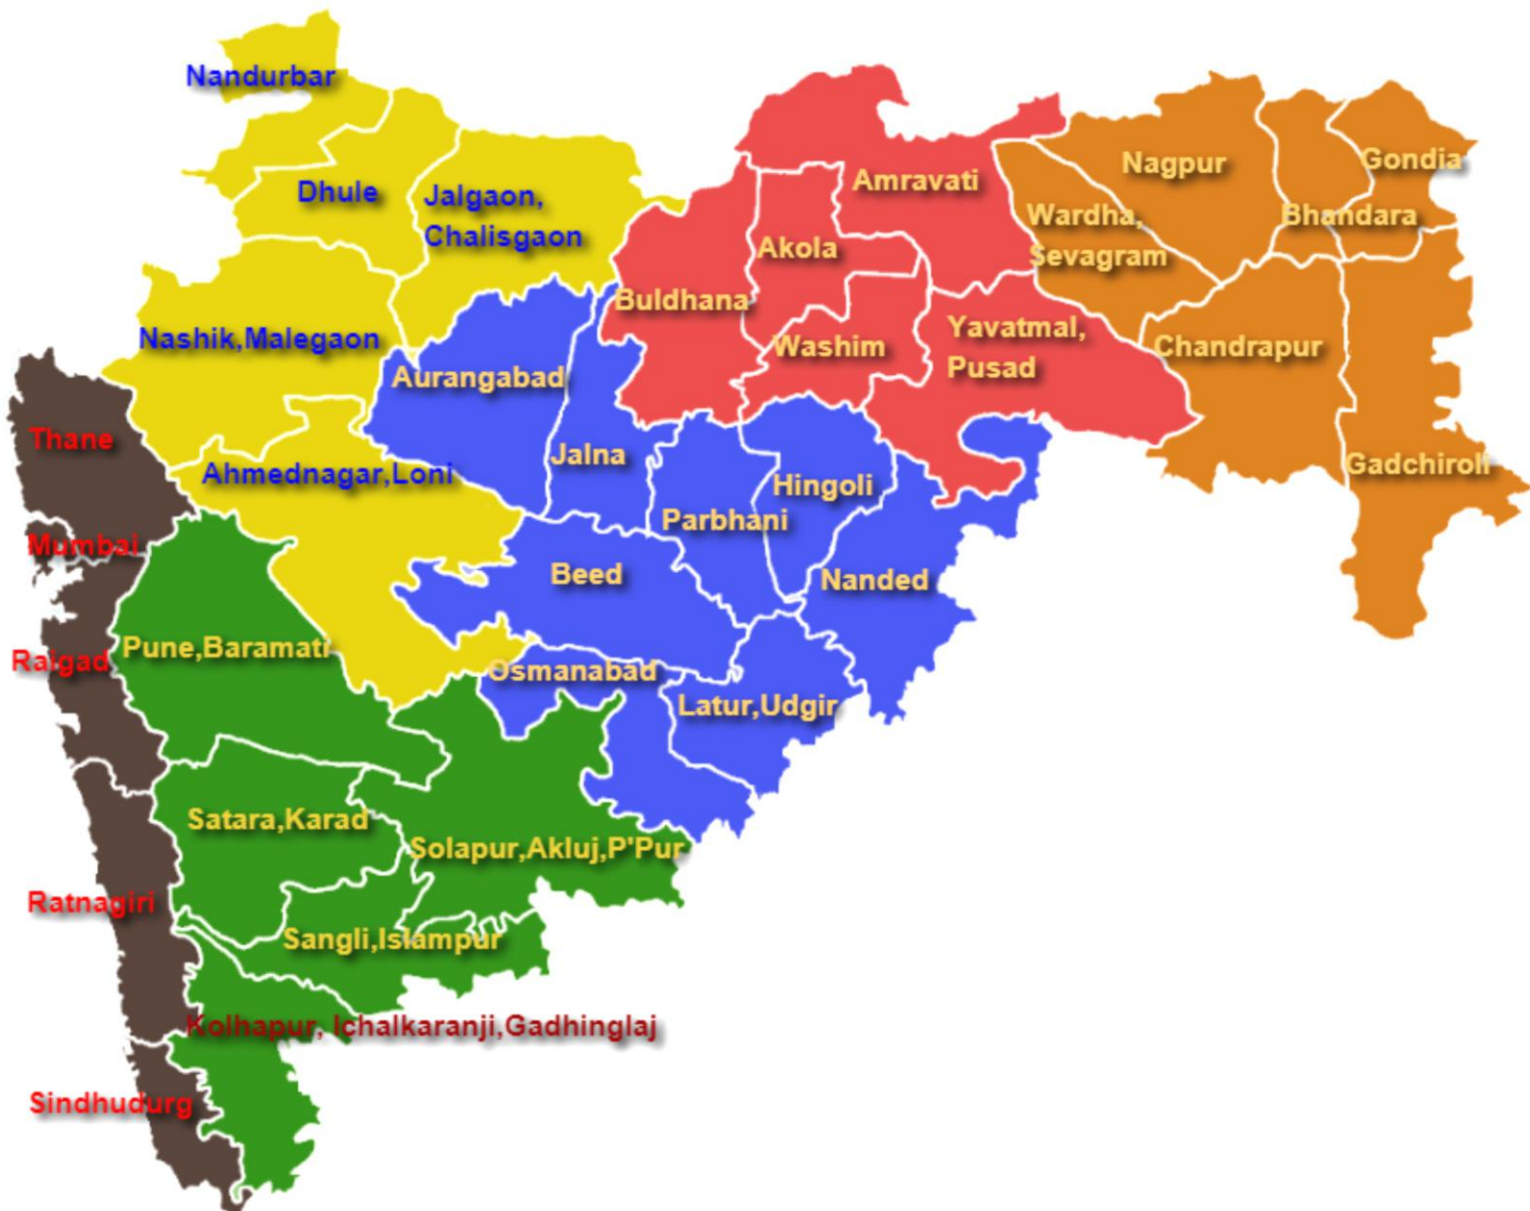 Nandurbar
Dhule
Jalgaon,
Chalisgaon
Nashik,Malegaon
Ahmednagar,Loni
Amravati
Akola
Buldhana
Washim
Yavatmal,
Pusad
Nagpur
Gondia
Bhandara
Wardha,
Sevagram
Chandrapur
Gadchiroli
Aurangabad
Jalna
Hingoli
Parbhani
Beed
Nanded
Osmanabad
Latur,Udgir
Thane
Mumbai
Raigad
Ratnagiri
Sindhudurg
Pune,Baramati
Satara,Karad
Solapur,Akluj,P'Pur
Sangli,Islampur
Kolhapur, Ichalkaranji,Gadhinglaj